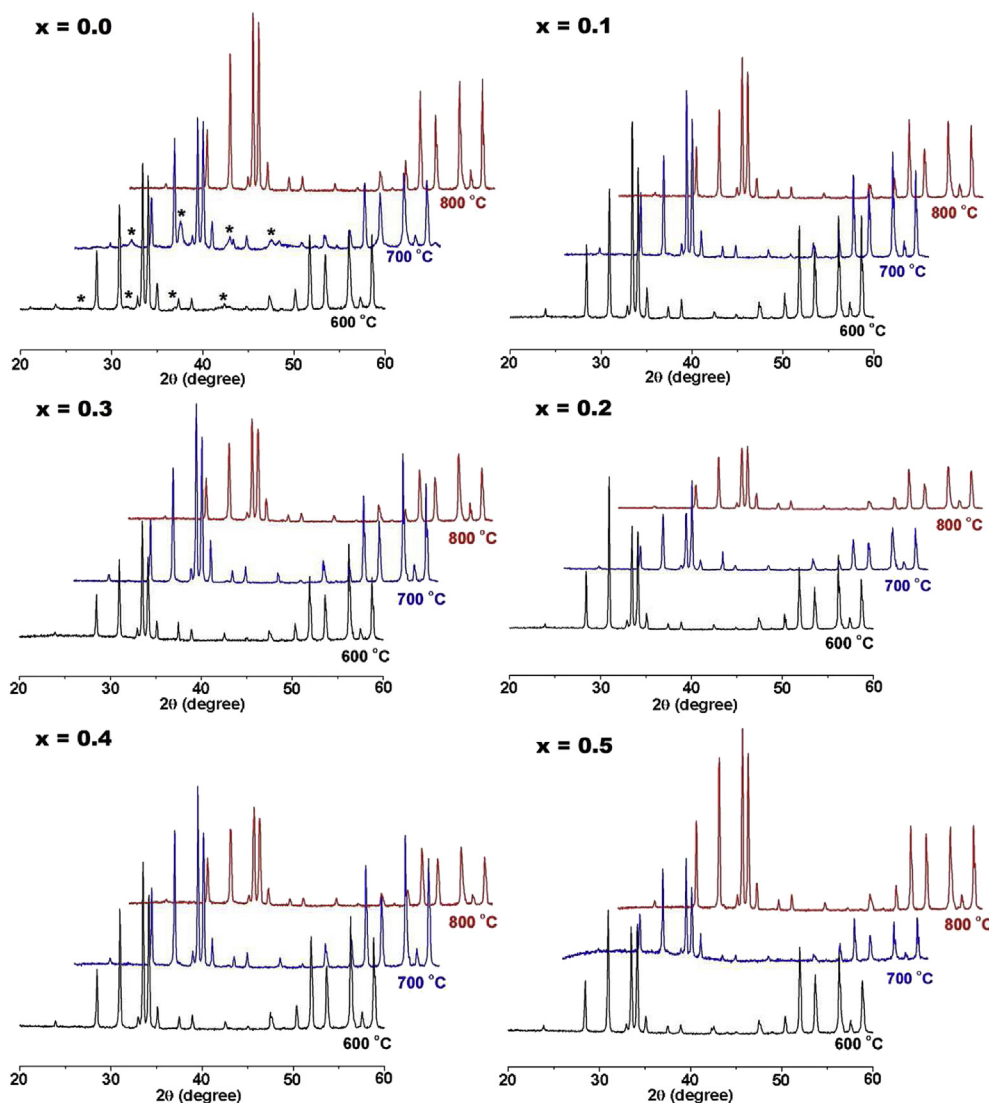 x = 0.0
800 °C
* * * *
700 °C
* * * *
600 °C
20 30 40 50 60
2θ (degree)
x = 0.1
800 °C
700 °C
600 °C
20 30 40 50 60
2θ (degree)
x = 0.3
800 °C
700 °C
600 °C
20 30 40 50 60
2θ (degree)
x = 0.2
800 °C
700 °C
600 °C
20 30 40 50 60
2θ (degree)
x = 0.4
800 °C
700 °C
600 °C
20 30 40 50 60
2θ (degree)
x = 0.5
800 °C
700 °C
600 °C
20 30 40 50 60
2θ (degree)